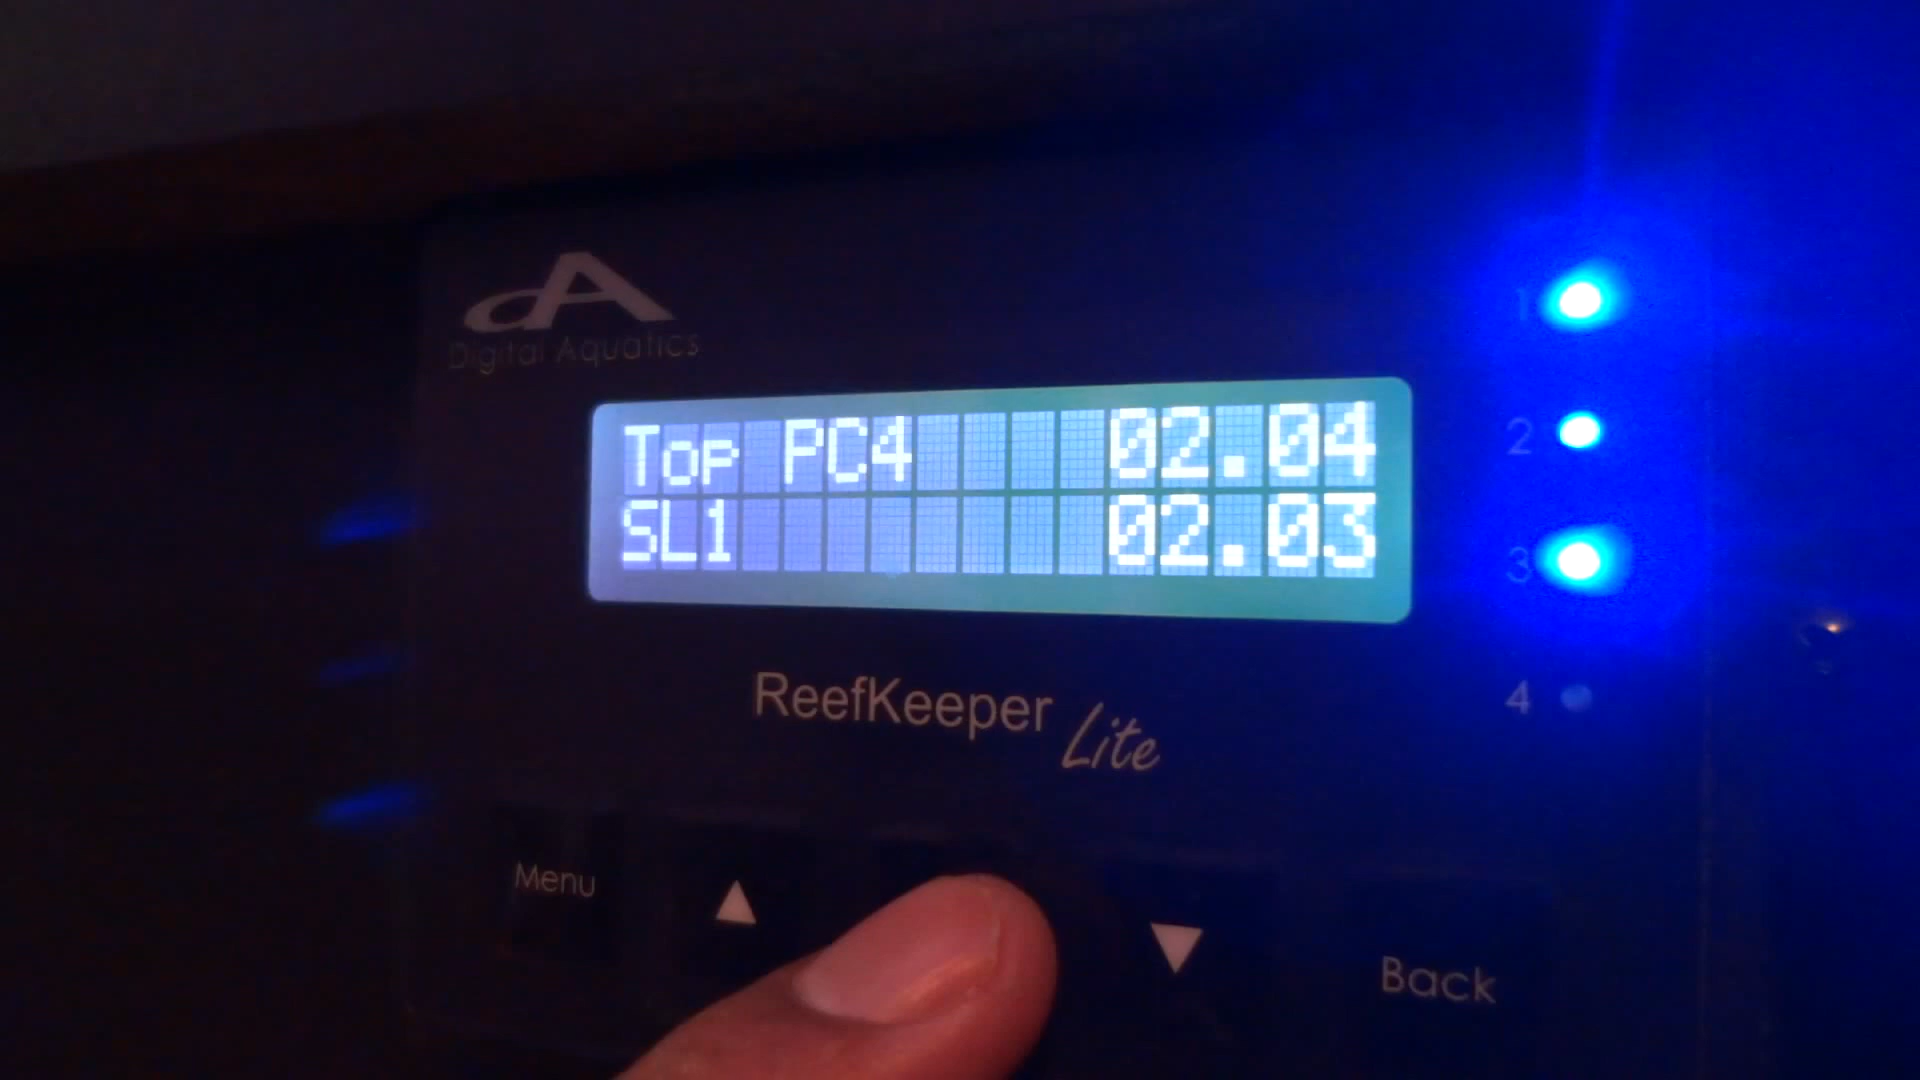 dA
Digital Aquatics
Top PC4 02.04
SL1 02.03
ReefKeeper Lite
1
2
3
4
Menu
Back